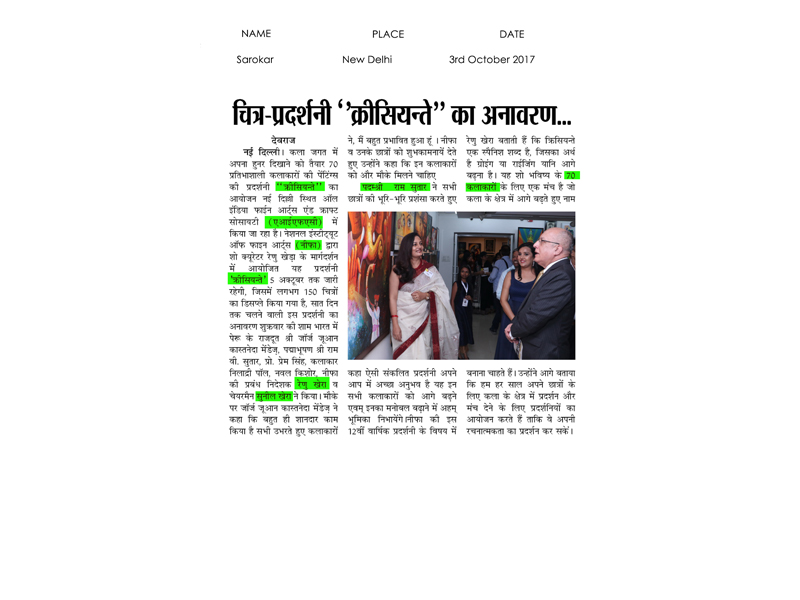 NAME PLACE DATE
Sarokar New Delhi 3rd October 2017
चित्र-प्रदर्शनी ‘’क्रीसियन्ते’’ का अनावरण...
देवराज
नई दिल्ली। कला जगत में
अपना हुनर दिखाने को तैयार 70
प्रतिभाशाली कलाकारों की पेंटिंग्स
की प्रदर्शनी ‘‘क्रीसियन्ते’’ का
आयोजन नई दिल्ली स्थित ऑल
इंडिया फाईन आर्ट्स एंड क्राफ्ट
सोसायटी (एआईएफएसी) में
किया जा रहा है। नेशनल इंस्टीट्यूट
ऑफ फाइन आर्ट्स (नीफा) द्वारा
शो क्यूरेटर रेणु खेड़ा के मार्गदर्शन
में आयोजित यह प्रदर्शनी
‘क्रीसियन्ते’ 5 अक्टूबर तक जारी
रहेगी, जिसमें लगभग 150 चित्रों
का डिसप्ले किया गया है, सात दिन
तक चलने वाली इस प्रदर्शनी का
अनावरण शुक्रवार की शाम भारत में
पेरू के राजदूत श्री जॉर्ज जूआन
कास्तनेदा मेंडेज़, पद्मभूषण श्री राम
वी. सुतार, प्रो. प्रेम सिंह, कलाकार
निलाद्री पॉल, नवल किशोर, नीफा
की प्रबंध निदेशक रेणु खेरा व
चेयरमैन सुनील खेरा ने किया। मौके
पर जॉर्ज जूआन कास्तनेदा मेंडेज़ ने
कहा कि बहुत ही शानदार काम
किया है सभी उभरते हुए कलाकारों
ने, मैं बहुत प्रभावित हुआ हूं । नीफा
व उनके छात्रों को शुभकामनायें देते
हुए उन्होंने कहा कि इन कलाकारों
को और मौके मिलने चाहिए
पदमश्री राम सुतार ने सभी
छात्रों की भूरि-भूरि प्रशंसा करते हुए
कहा ऐसी संकलित प्रदर्शनी अपने
आप में अच्छा अनुभव है यह इन
सभी कलाकारों को आगे बढ़ने
एवम् इनका मनोबल बढ़ाने में अहम्
भूमिका निभायेंगे।नीफा की इस
12वीं वार्षिक प्रदर्शनी के विषय में
रेणु खेरा बताती हैं कि क्रिसियन्ते
एक स्पैनिश शब्द है, जिसका अर्थ
है ग्रोइंग या राईजिंग यानि आगे
बढ़ना है। यह शो भविष्य के 70
कलाकारों के लिए एक मंच है जो
कला के क्षेत्र में आगे बढ़ते हुए नाम
बनाना चाहते हैं। उन्होंने आगे बताया
कि हम हर साल अपने छात्रों के
लिए कला के क्षेत्र में प्रदर्शन और
मंच देने के लिए प्रदर्शनियों का
आयोजन करते हैं ताकि वे अपनी
रचनात्मकता का प्रदर्शन कर सकें।